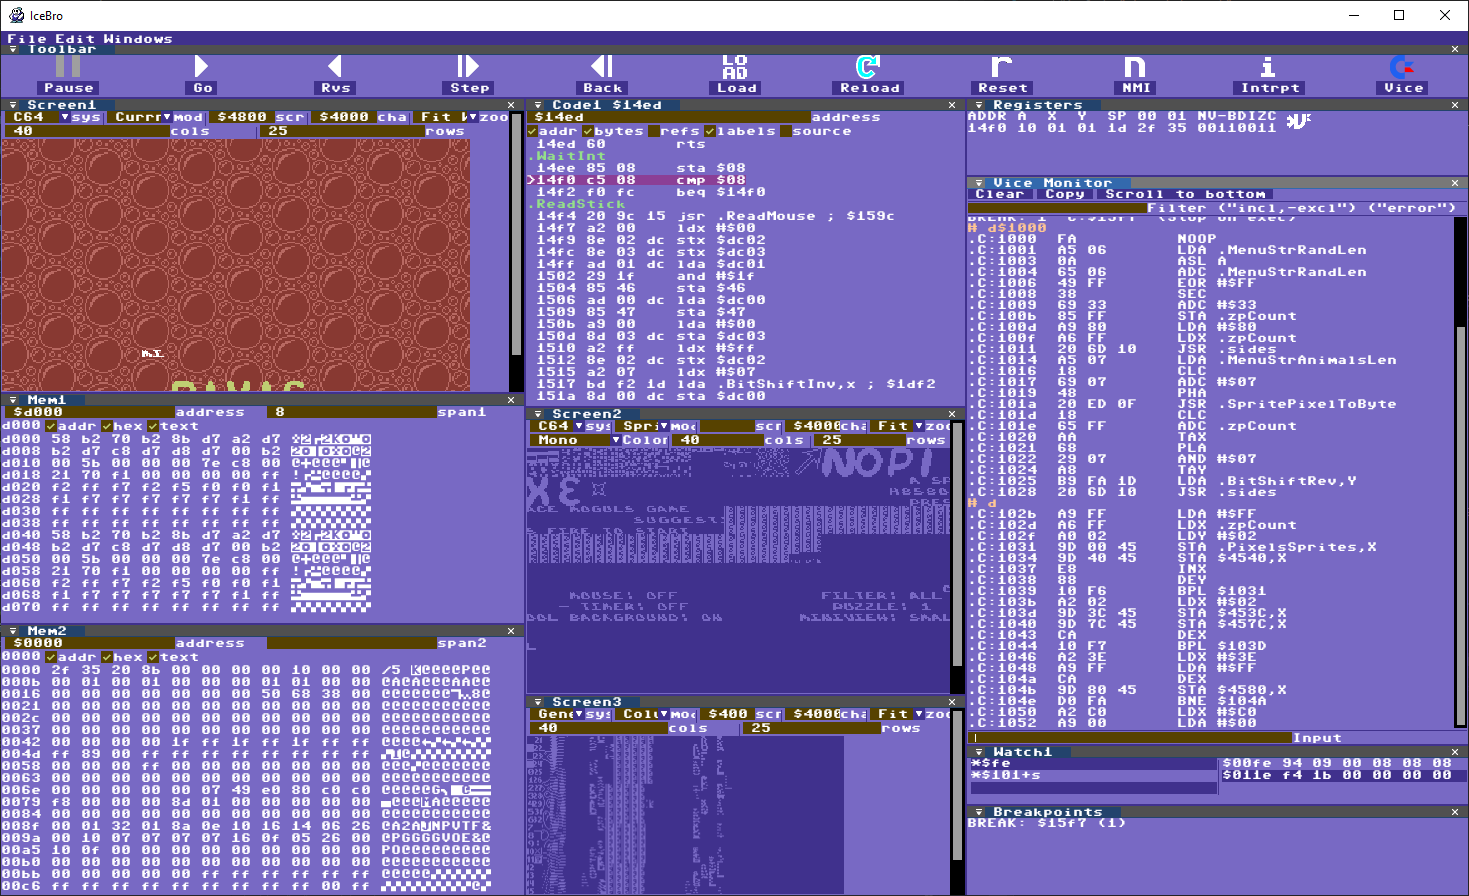 IceBro
File Edit Windows
Toolbar
Pause Go Rvs Step Back Load Reload Reset NMI Intrpt Vice
LO
AD
Screen1
C64 sys Curr mod $4800 scr $4000 cha Fit zoo
40 cols 25 rows
Mem1
$d000 address 8 span1
d000 addr hex text
d000 58 b2 70 b2 8b d7 a2 d7
d008 b2 d7 c8 d7 d8 d7 00 b2
d010 00 5b 00 00 00 7e c8 00
d018 21 70 f1 00 00 00 00 ff
d020 f2 ff f7 f2 f5 f0 f0 f1
d028 f1 f7 f7 f7 f7 f7 f1 ff
d030 ff ff ff ff ff ff ff ff
d038 ff ff ff ff ff ff ff ff
d040 58 b2 70 b2 8b d7 a2 d7
d048 b2 d7 c8 d7 d8 d7 00 b2
d050 00 5b 00 00 00 7e c8 00
d058 21 70 f1 00 00 00 00 ff
d060 f2 ff f7 f2 f5 f0 f0 f1
d068 f1 f7 f7 f7 f7 f7 f1 ff
d070 ff ff ff ff ff ff ff ff
Mem2
$0000 address span2
0000 addr hex text
0000 2f 35 20 8b 00 00 00 00 10 00 00
000b 00 01 00 01 00 00 00 01 01 00 00
0016 00 00 00 00 00 00 50 68 38 00 00
0021 00 00 00 00 00 00 00 00 00 00 00
002c 00 00 00 00 00 00 00 00 00 00 00
0037 00 00 00 00 00 00 00 00 00 00 00
0042 00 00 00 00 1f ff 1f ff 1f ff ff
004d ff 89 00 ff ff ff ff ff ff ff ff
0058 00 00 00 ff 00 00 00 00 00 00 00
0063 00 00 00 00 00 00 00 00 00 00 00
006e 00 00 00 00 00 07 49 e0 80 c0 c0
0079 f8 00 00 00 8d 01 00 00 00 00 00
0084 00 00 00 00 00 00 00 00 00 00 00
008f 00 01 32 01 8a 0e 10 16 14 06 26
009a 00 10 07 07 07 07 16 0f 05 26 00
00a5 10 0f 00 00 00 00 00 00 00 00 00
00b0 00 00 00 00 00 00 00 00 00 00 00
00bb 00 00 00 00 00 ff ff ff ff ff ff
00c6 ff ff ff ff ff ff ff ff ff 00 ff
Code1 $14ed
$14ed address
addr bytes refs labels source
14ed 60 rts
.WaitInt
14ee 85 08 sta $08
>14f0 c5 08 cmp $08
14f2 f0 fc beq $14f0
.ReadStick
14f4 20 9c 15 jsr .ReadMouse ; $159c
14f7 a2 00 ldx #$00
14f9 8e 02 dc stx $dc02
14fc 8e 03 dc stx $dc03
14ff ad 01 dc lda $dc01
1502 29 1f and #$1f
1504 85 46 sta $46
1506 ad 00 dc lda $dc00
1509 85 47 sta $47
150b a9 00 lda #$00
150d 8d 03 dc sta $dc03
1510 a2 ff ldx #$ff
1512 8e 02 dc stx $dc02
1515 a2 07 ldx #$07
1517 bd f2 1d lda .BitShiftInv,x ; $1df2
151a 8d 00 dc sta $dc00
Screen2
C64 sys Spri mod scr $4000 cha Fit zoo
Mono Color 40 cols 25 rows
NOPI
ACE MOGULS GAME
SUGGEST:
FIRE TO START
MOUSE: OFF FILTER: ALL
- TIMER: OFF PUZZLE: 1
BACKGROUND: ON
Screen3
Gene sys Colu mod $400 scr $4000 cha Fit zoo
40 cols 25 rows
Registers
ADDR A X Y SP 00 01 NV-BDIZC
14f0 10 01 01 1d 2f 35 00110011
Vice Monitor
Clear Copy Scroll to bottom
Filter ("incl,-excl") ("error")
BREAK: 1 C:$15f7 (Stop on exec)
# d$1000
.C:1000 FA NOOP
.C:1001 A5 06 LDA .MenuStrRandLen
.C:1003 0A ASL A
.C:1004 65 06 ADC .MenuStrRandLen
.C:1006 49 FF EOR #$FF
.C:1008 38 SEC
.C:1009 69 33 ADC #$33
.C:100b 85 FF STA .zpCount
.C:100d A9 80 LDA #$80
.C:100f A6 FF LDX .zpCount
.C:1011 20 6D 10 JSR .sides
.C:1014 A5 07 LDA .MenuStrAnimalsLen
.C:1016 18 CLC
.C:1017 69 07 ADC #$07
.C:1019 48 PHA
.C:101a 20 ED 0F JSR .SpritePixelToByte
.C:101d 18 CLC
.C:101e 65 FF ADC .zpCount
.C:1020 AA TAX
.C:1021 68 PLA
.C:1022 29 07 AND #$07
.C:1024 A8 TAY
.C:1025 B9 FA 1D LDA .BitShiftRev,Y
.C:1028 20 6D 10 JSR .sides
# d
.C:102b A9 FF LDA #$FF
.C:102d A6 FF LDX .zpCount
.C:102f A0 02 LDY #$02
.C:1031 9D 00 45 STA .PixelsSprites,X
.C:1034 9D 40 45 STA $4540,X
.C:1037 E8 INX
.C:1038 88 DEY
.C:1039 10 F6 BPL $1031
.C:103b A2 02 LDX #$02
.C:103d 9D 3C 45 STA $453C,X
.C:1040 9D 7C 45 STA $457C,X
.C:1043 CA DEX
.C:1044 10 F7 BPL $103D
.C:1046 A2 3E LDX #$3E
.C:1048 A9 FF LDA #$FF
.C:104a CA DEX
.C:104b 9D 80 45 STA $4580,X
.C:104e D0 FA BNE $104A
.C:1050 A2 C0 LDX #$C0
.C:1052 A9 00 LDA #$00
Input
Watch1
*$fe $00fe 94 09 00 08 08 08
*$101+s $011e f4 1b 00 00 00 00
Breakpoints
BREAK: $15f7 (1)